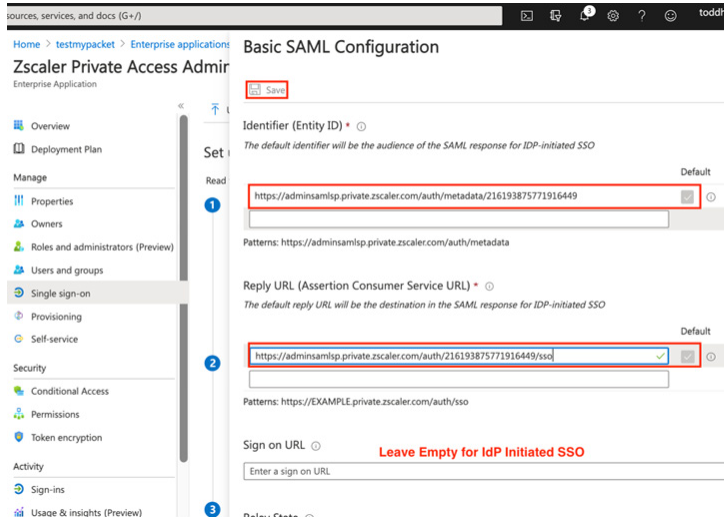 sources, services, and docs (G+/)
3
?
toddh
Home > testmypacket > Enterprise applications
Zscaler Private Access Admin
Enterprise Application
«
Overview
Deployment Plan
Manage
Properties
Owners
Roles and administrators (Preview)
Users and groups
Single sign-on
Provisioning
Self-service
Security
Conditional Access
Permissions
Token encryption
Activity
Sign-ins
Usage & insights (Preview)
Set
Read
1
2
3
Basic SAML Configuration
Save
Identifier (Entity ID) *
The default identifier will be the audience of the SAML response for IDP-initiated SSO
Default
https://adminsamlsp.private.zscaler.com/auth/metadata/216193875771916449
Patterns: https://adminsamlsp.private.zscaler.com/auth/metadata
Reply URL (Assertion Consumer Service URL) *
The default reply URL will be the destination in the SAML response for IDP-initiated SSO
Default
https://adminsamlsp.private.zscaler.com/auth/216193875771916449/sso
Patterns: https://EXAMPLE.private.zscaler.com/auth/sso
Sign on URL
Leave Empty for IdP Initiated SSO
Enter a sign on URL
Relay State